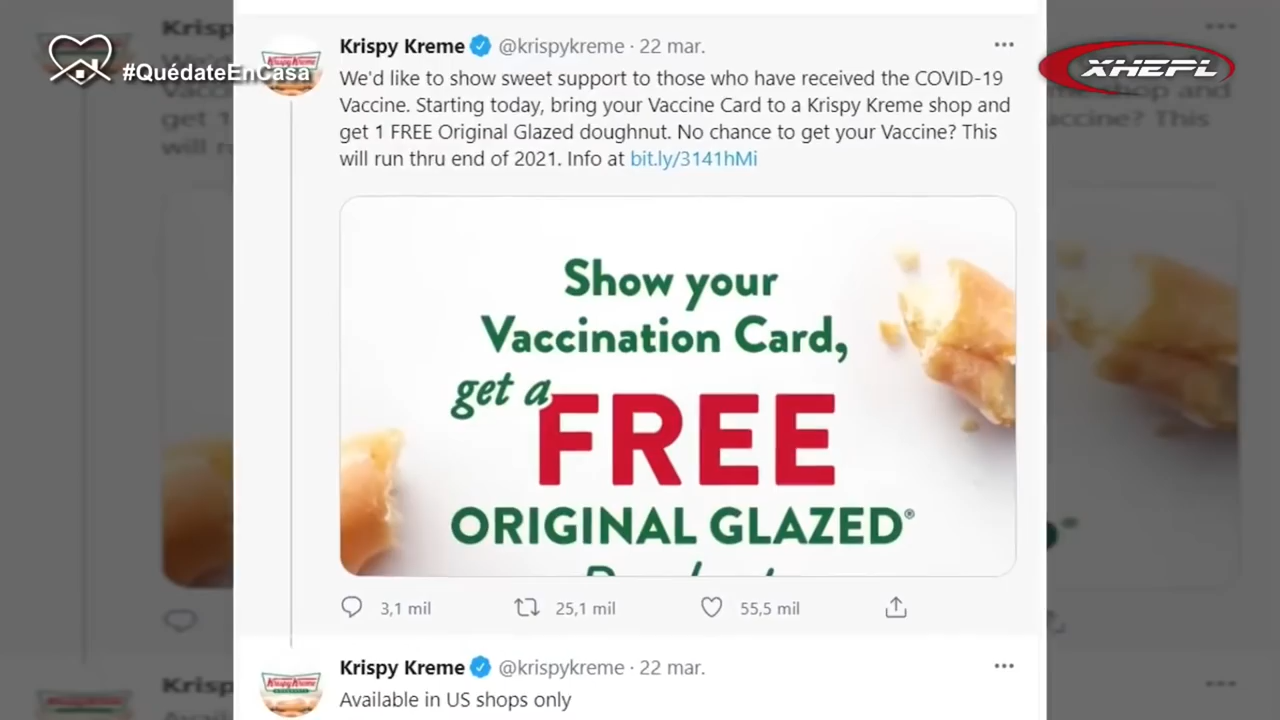 #QuédateEnCasa
XHEPL
Krispy Kreme @krispykreme · 22 mar.
We'd like to show sweet support to those who have received the COVID-19
Vaccine. Starting today, bring your Vaccine Card to a Krispy Kreme shop and
get 1 FREE Original Glazed doughnut. No chance to get your Vaccine? This
will run thru end of 2021. Info at bit.ly/3141hMi
Show your
Vaccination Card,
get a
FREE
ORIGINAL GLAZED®
3,1 mil 25,1 mil 55,5 mil
Krispy Kreme @krispykreme · 22 mar.
Available in US shops only